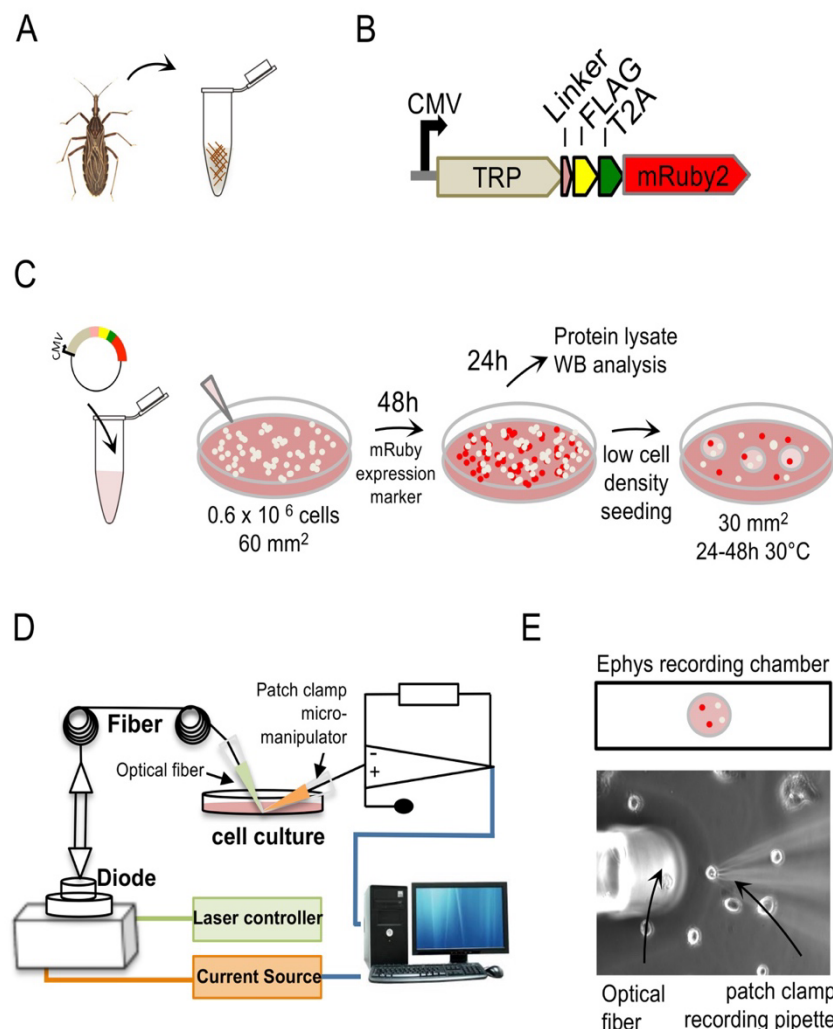 A
B
CMV
Linker
FLAG
T2A
TRP
mRuby2
C
CMV
0.6 x 10 6 cells
60 mm2
48h
mRuby
expression
marker
24h
Protein lysate
WB analysis
low cell
density
seeding
30 mm2
24-48h 30°C
D
Fiber
Optical fiber
Patch clamp
micro-
manipulator
-
+
cell culture
Diode
Laser controller
Current Source
E
Ephys recording chamber
Optical
fiber
patch clamp
recording pipette